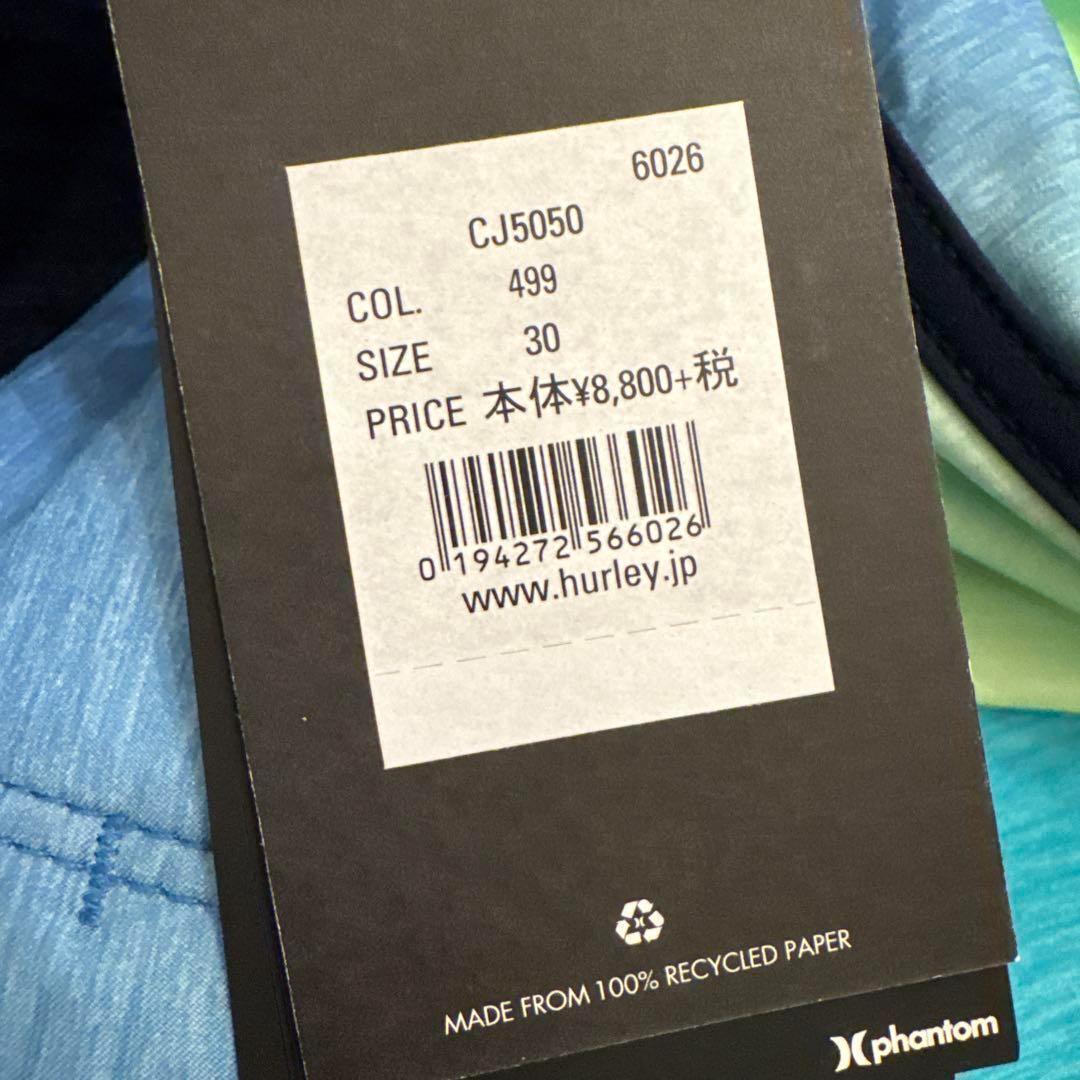 6026
CJ5050
COL. 499
SIZE 30
PRICE 本体¥8,800+税
0 194272 566026
www.hurley.jp
MADE FROM 100% RECYCLED PAPER
phantom